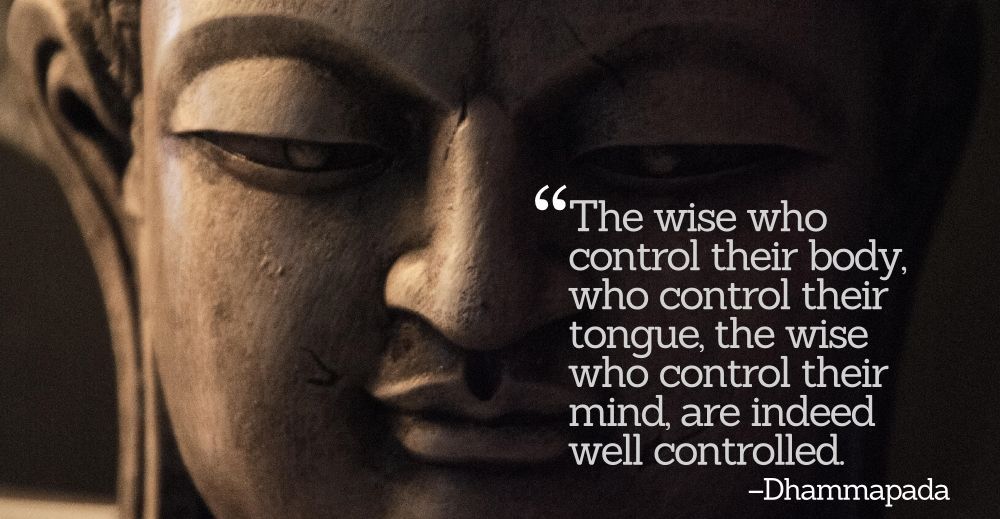 “The wise who
control their body,
who control their
tongue, the wise
who control their
mind, are indeed
well controlled.
–Dhammapada